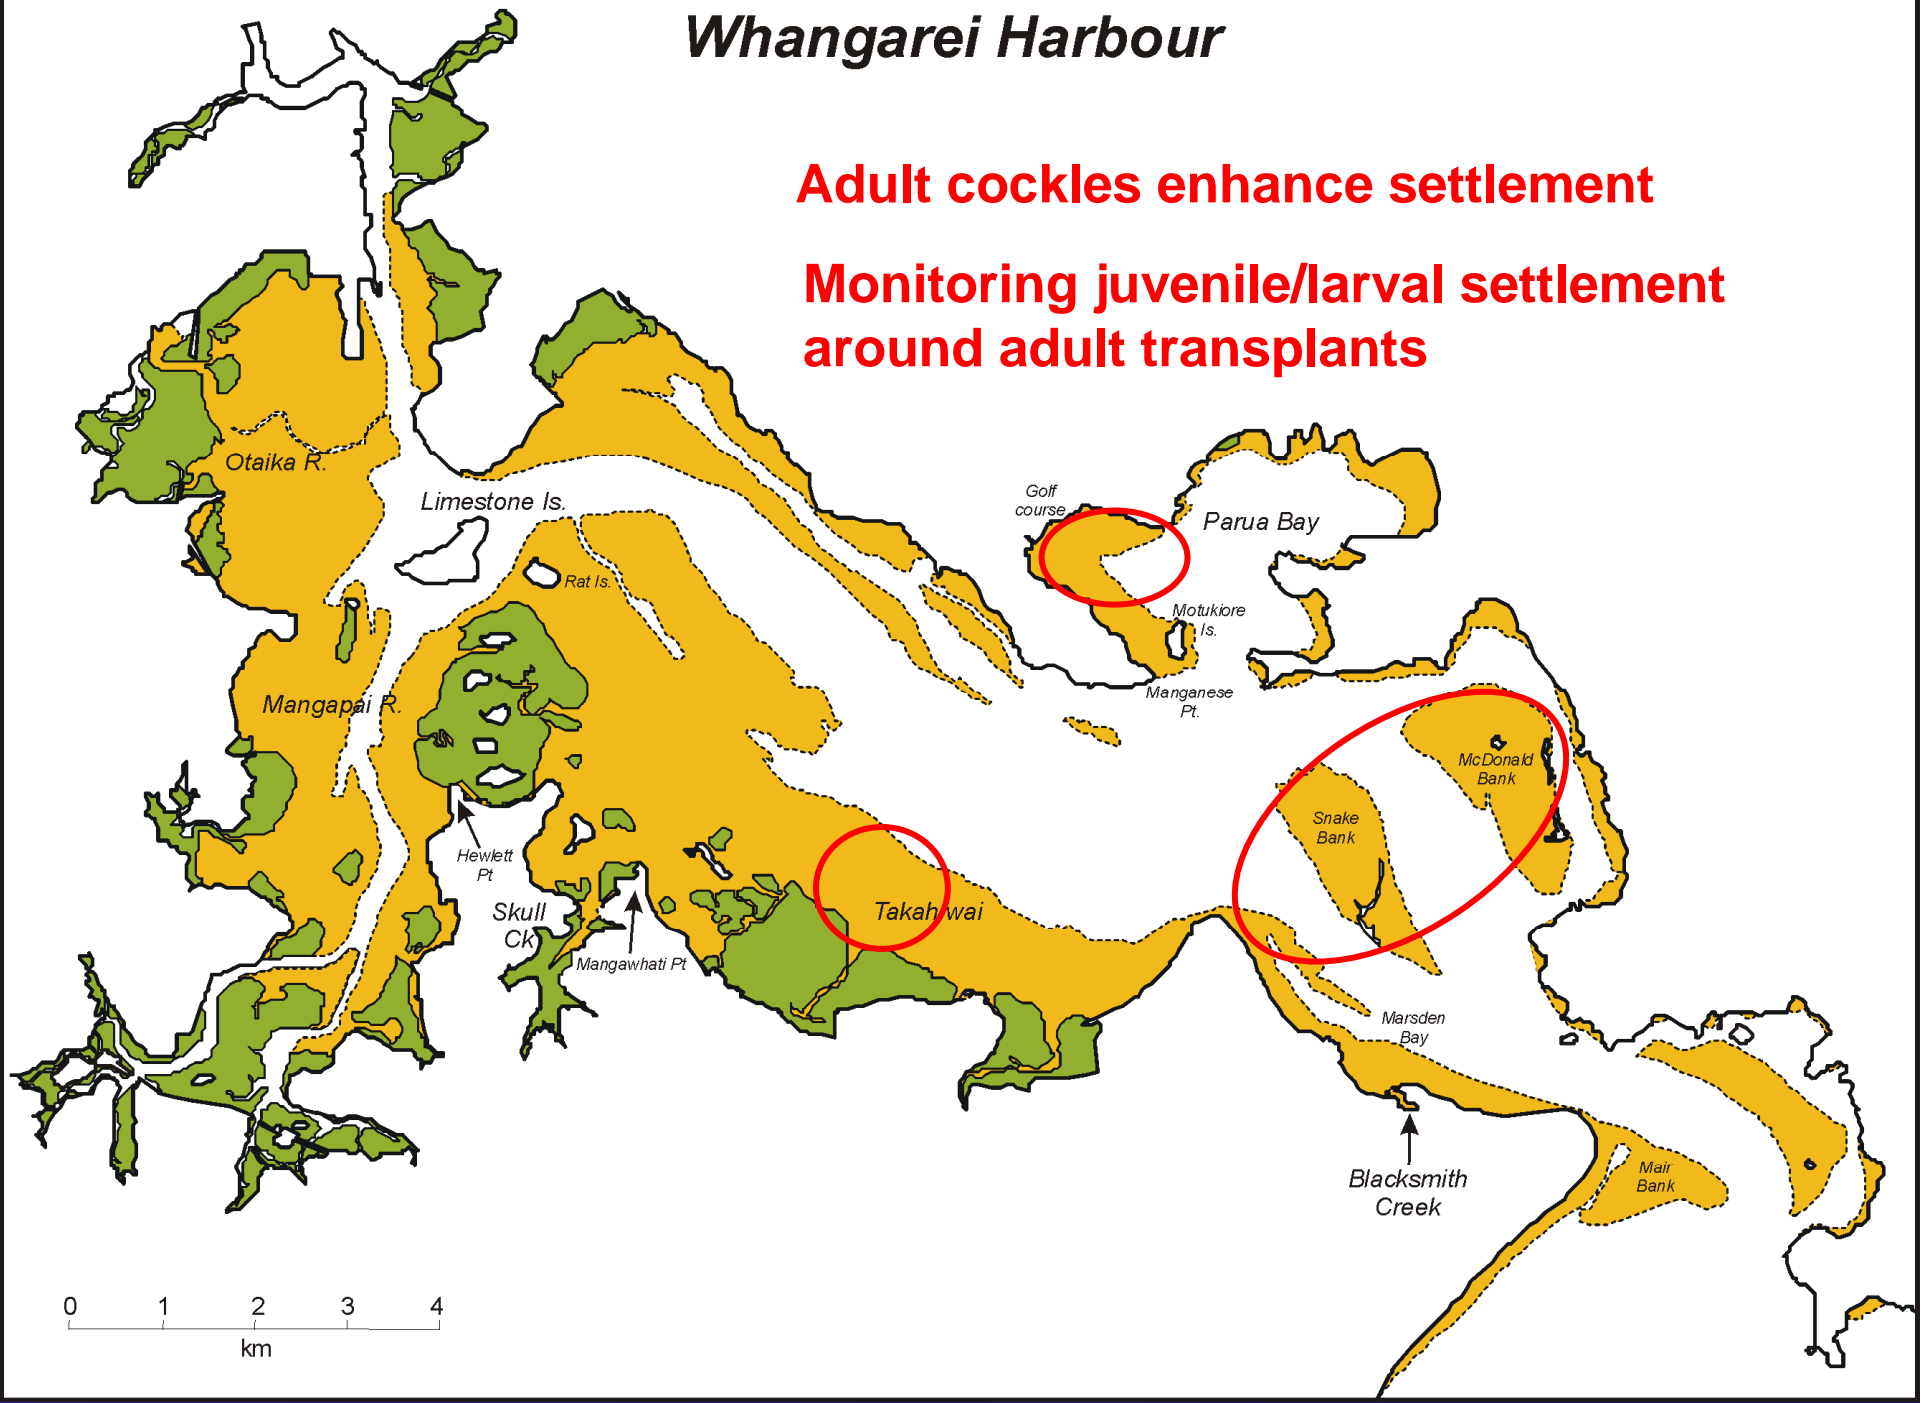 Whangarei Harbour
Adult cockles enhance settlement
Monitoring juvenile/larval settlement
around adult transplants
Otaika R.
Limestone Is.
Golf
course
Parua Bay
Rat Is.
Motukiore
Is.
Mangapai R.
Manganese
Pt.
McDonald
Bank
Snake
Bank
Hewlett
Pt
Skull
Ck
Takahiwai
Mangawhati Pt
Marsden
Bay
Blacksmith
Creek
Mair
Bank
0 1 2 3 4
km